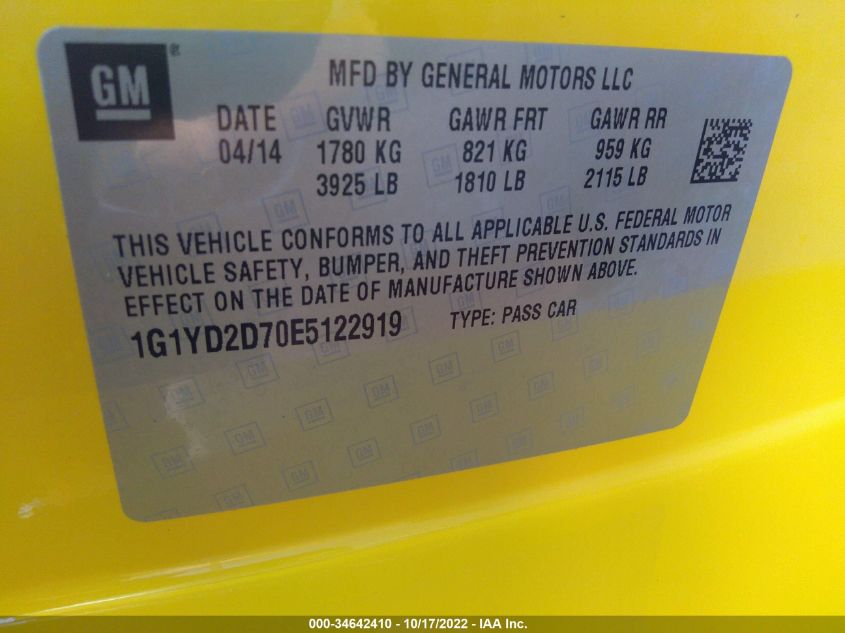 GM ®
MFD BY GENERAL MOTORS LLC
DATE GVWR GAWR FRT GAWR RR
04/14 1780 KG 821 KG 959 KG
3925 LB 1810 LB 2115 LB
THIS VEHICLE CONFORMS TO ALL APPLICABLE U.S. FEDERAL MOTOR
VEHICLE SAFETY, BUMPER, AND THEFT PREVENTION STANDARDS IN
EFFECT ON THE DATE OF MANUFACTURE SHOWN ABOVE.
1G1YD2D70E5122919 TYPE: PASS CAR
000-34642410 - 10/17/2022 - IAA Inc.